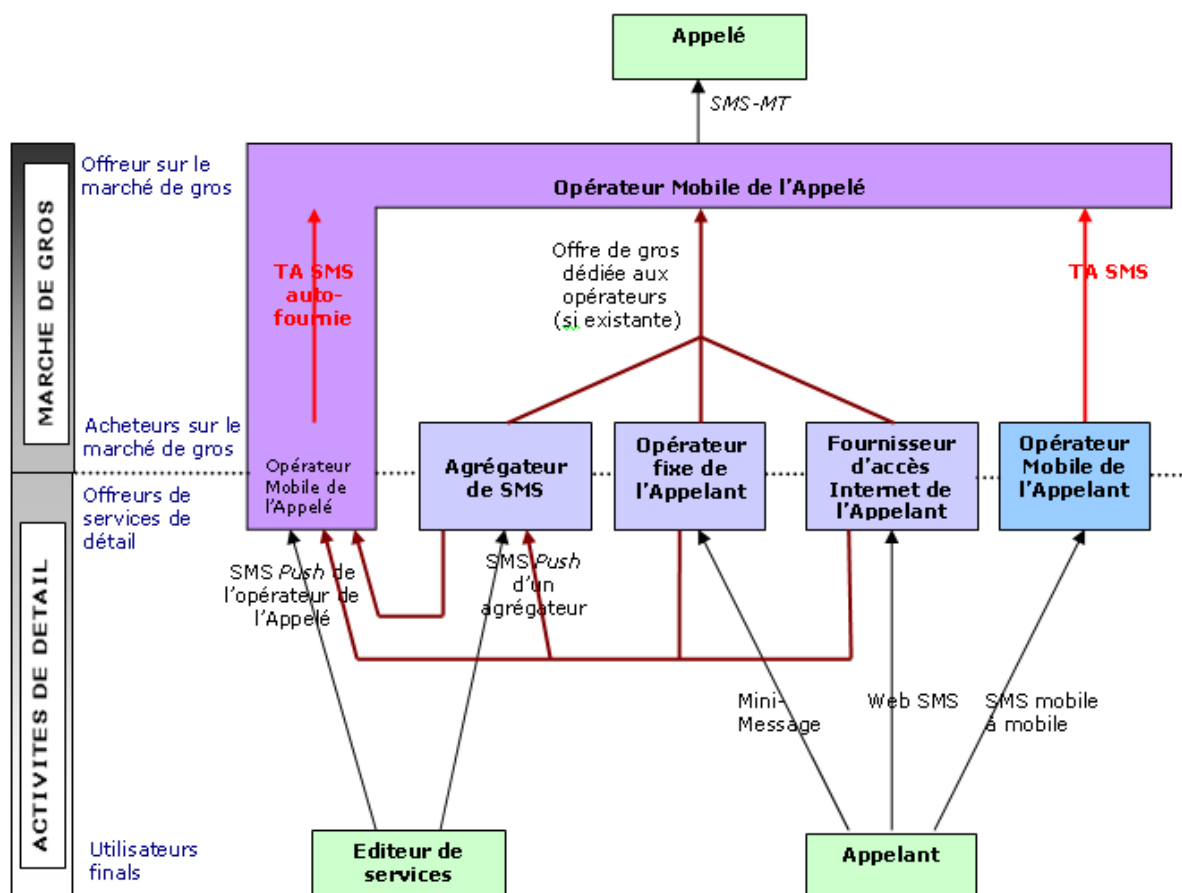 Appelé
SMS-MT
MARCHE DE GROS
Offreur sur le
marché de gros
Opérateur Mobile de l'Appelé
TA SMS
auto-
fournie
Offre de gros
dédiée aux
opérateurs
(si existante)
TA SMS
Acheteurs sur le
marché de gros
Opérateur
Mobile de
l'Appelé
Agrégateur
de SMS
Opérateur
fixe de
l'Appelant
Fournisseur
d'accès
Internet de
l'Appelant
Opérateur
Mobile de
l'Appelant
ACTIVITES DE DETAIL
Offreurs de
services de
détail
SMS Push de
l'opérateur de
l'Appelé
SMS Push
d'un
agrégateur
Mini-
Message
Web SMS
SMS mobile
à mobile
Utilisateurs
finals
Editeur de
services
Appelant